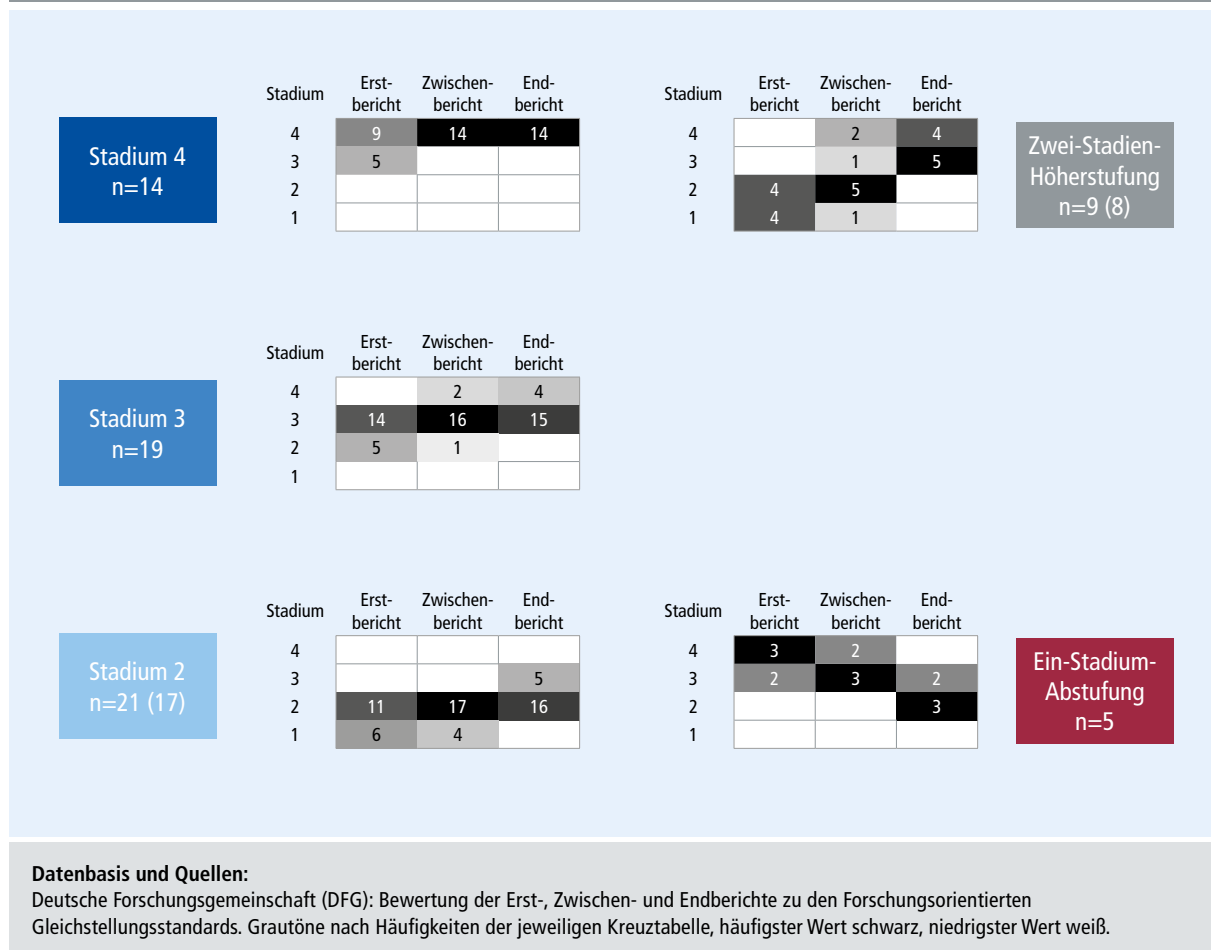 Stadium Erst-bericht Zwischen-bericht End-bericht
Stadium 4
n=14
4 9 14 14
3 5
2
1
Stadium Erst-bericht Zwischen-bericht End-bericht
4 2 4
3 1 5
2 4 5
1 4 1
Zwei-Stadien-
Höherstufung
n=9 (8)
Stadium Erst-bericht Zwischen-bericht End-bericht
Stadium 3
n=19
4 2 4
3 14 16 15
2 5 1
1
Stadium Erst-bericht Zwischen-bericht End-bericht
Stadium 2
n=21 (17)
4
3 5
2 11 17 16
1 6 4
Stadium Erst-bericht Zwischen-bericht End-bericht
4 3 2
3 2 3 2
2 3
1
Ein-Stadium-
Abstufung
n=5
Datenbasis und Quellen:
Deutsche Forschungsgemeinschaft (DFG): Bewertung der Erst-, Zwischen- und Endberichte zu den Forschungsorientierten
Gleichstellungsstandards. Grautöne nach Häufigkeiten der jeweiligen Kreuztabelle, häufigster Wert schwarz, niedrigster Wert weiß.